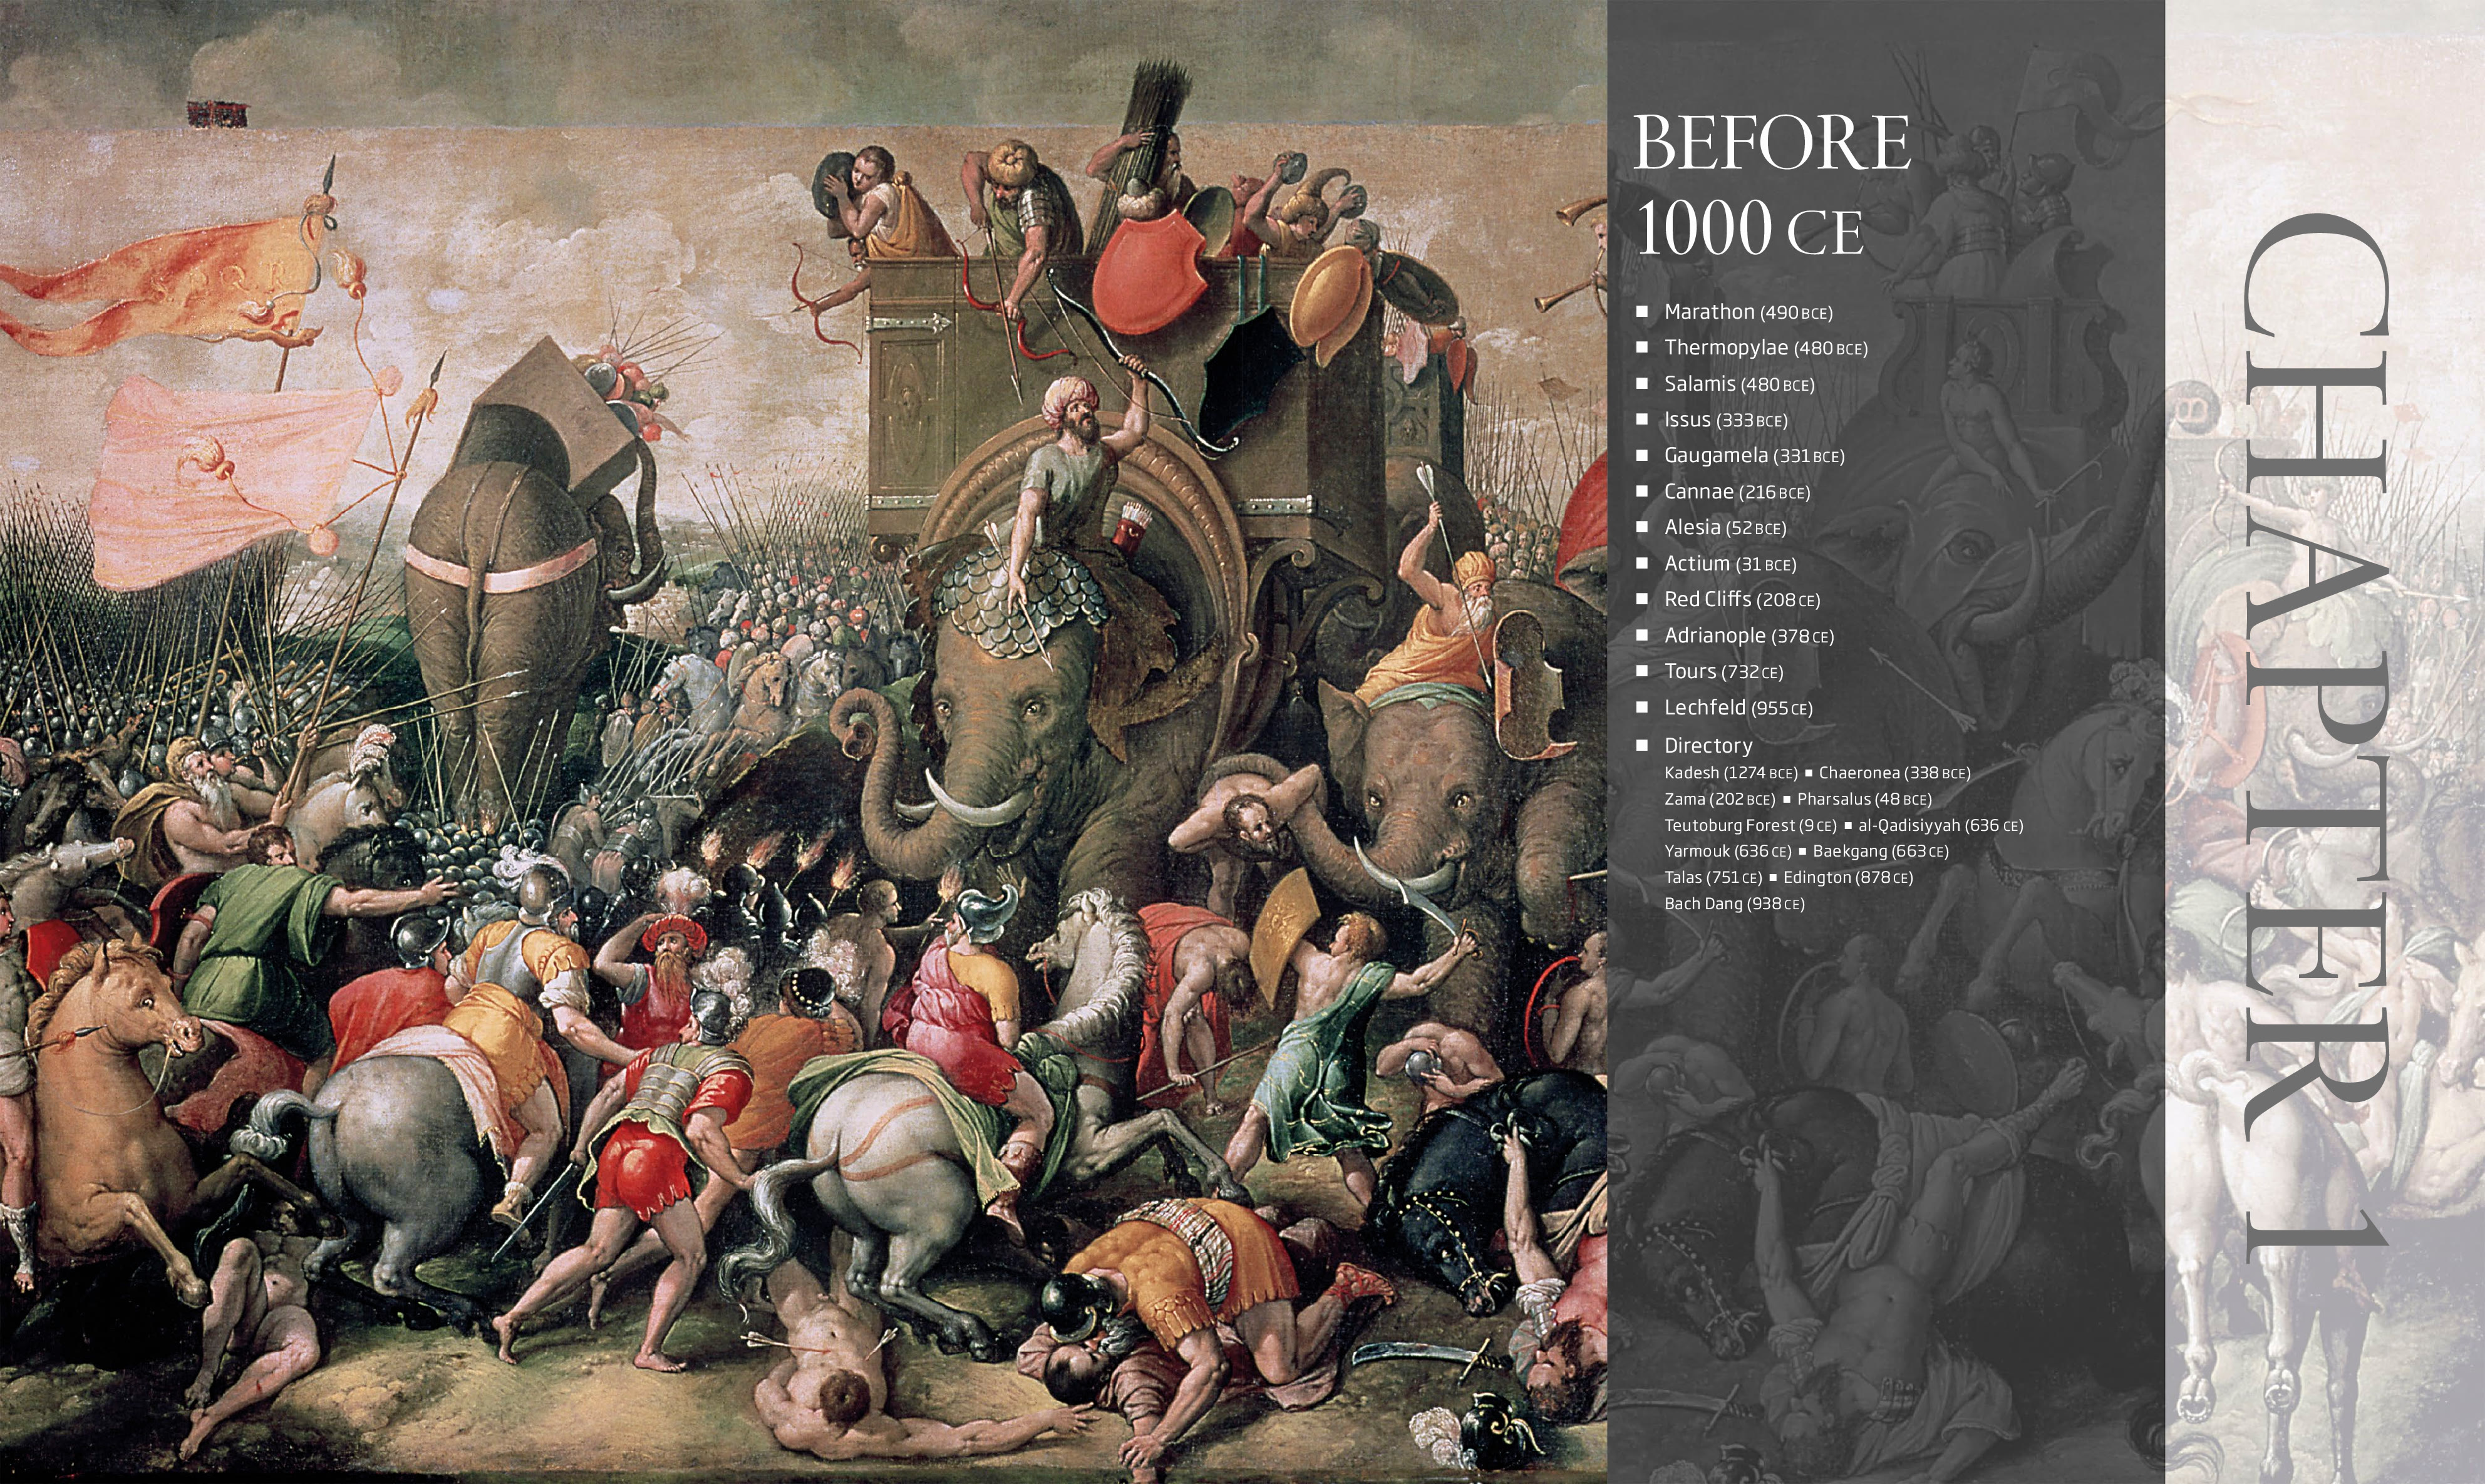 BEFORE
1000 CE
■ Marathon (490 BCE)
■ Thermopylae (480 BCE)
■ Salamis (480 BCE)
■ Issus (333 BCE)
■ Gaugamela (331 BCE)
■ Cannae (216 BCE)
■ Alesia (52 BCE)
■ Actium (31 BCE)
■ Red Cliffs (208 CE)
■ Adrianople (378 CE)
■ Tours (732 CE)
■ Lechfeld (955 CE)
■ Directory
Kadesh (1274 BCE) ■ Chaeronea (338 BCE)
Zama (202 BCE) ■ Pharsalus (48 BCE)
Teutoburg Forest (9 CE) ■ al-Qadisiyyah (636 CE)
Yarmouk (636 CE) ■ Baekgang (663 CE)
Talas (751 CE) ■ Edington (878 CE)
Bach Dang (938 CE)
CHAPTER 1